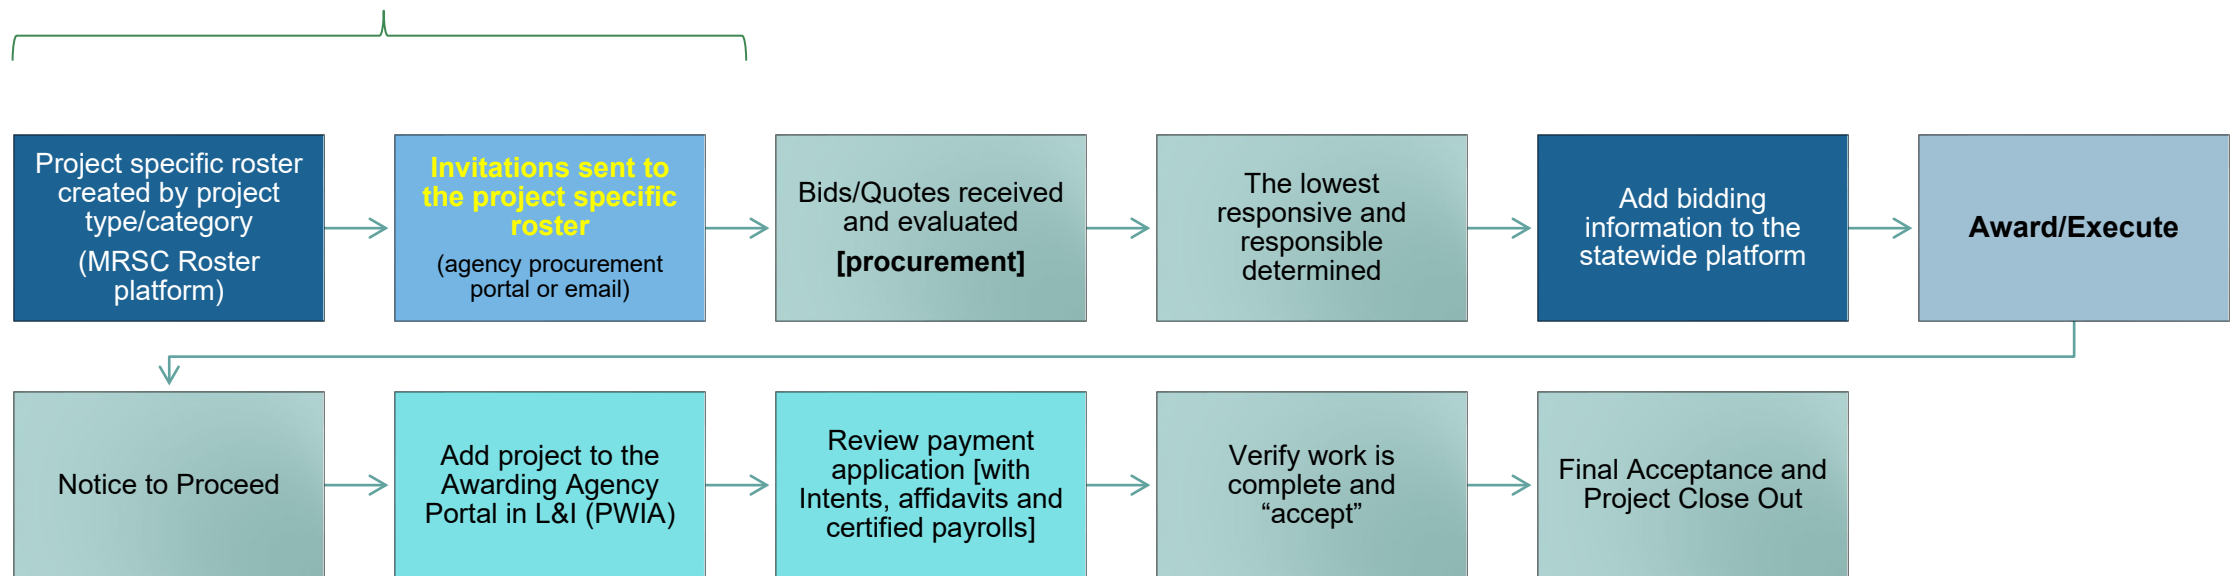 Project specific roster
created by project
type/category
(MRSC Roster
platform)
Invitations sent to
the project specific
roster
(agency procurement
portal or email)
Bids/Quotes received
and evaluated
[procurement]
The lowest
responsive and
responsible
determined
Add bidding
information to the
statewide platform
Award/Execute
Notice to Proceed
Add project to the
Awarding Agency
Portal in L&I (PWIA)
Review payment
application [with
Intents, affidavits and
certified payrolls]
Verify work is
complete and
“accept”
Final Acceptance and
Project Close Out